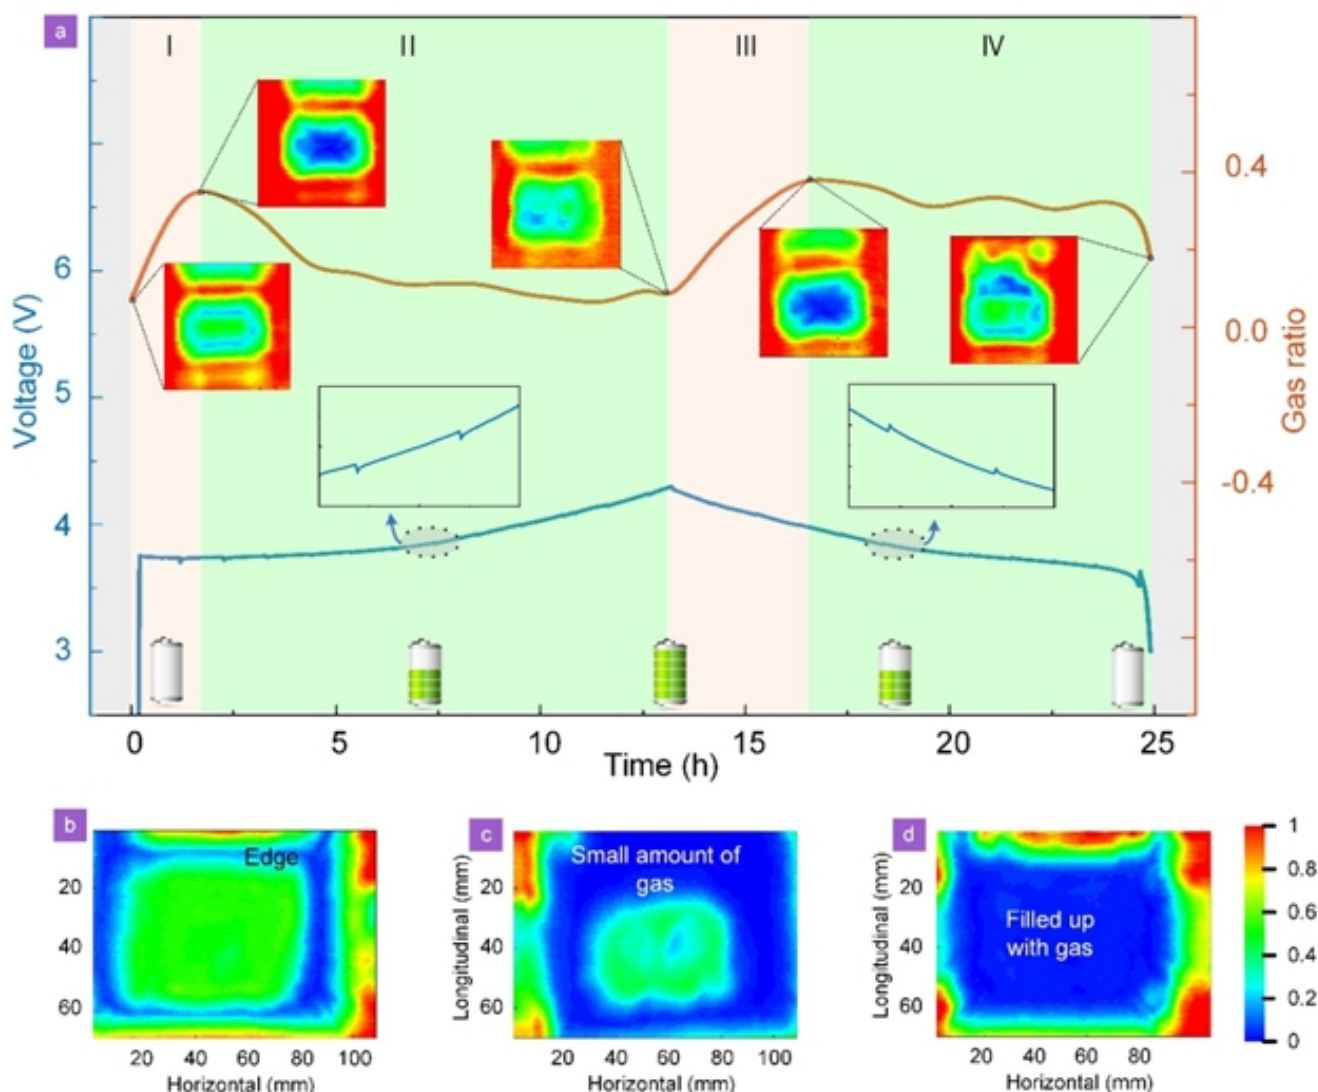 a
I
II
III
IV
Voltage (V)
6
5
4
3
0.4
0.0
-0.4
Gas ratio
0
5
10
15
20
25
Time (h)
b
Edge
20
40
60
20
40
60
80
100
Horizontal (mm)
c
Small amount of
gas
Longitudinal (mm)
20
40
60
20
40
60
80
100
Horizontal (mm)
d
Filled up
with gas
Longitudinal (mm)
20
40
60
20
40
60
80
Horizontal (mm)
1
0.8
0.6
0.4
0.2
0